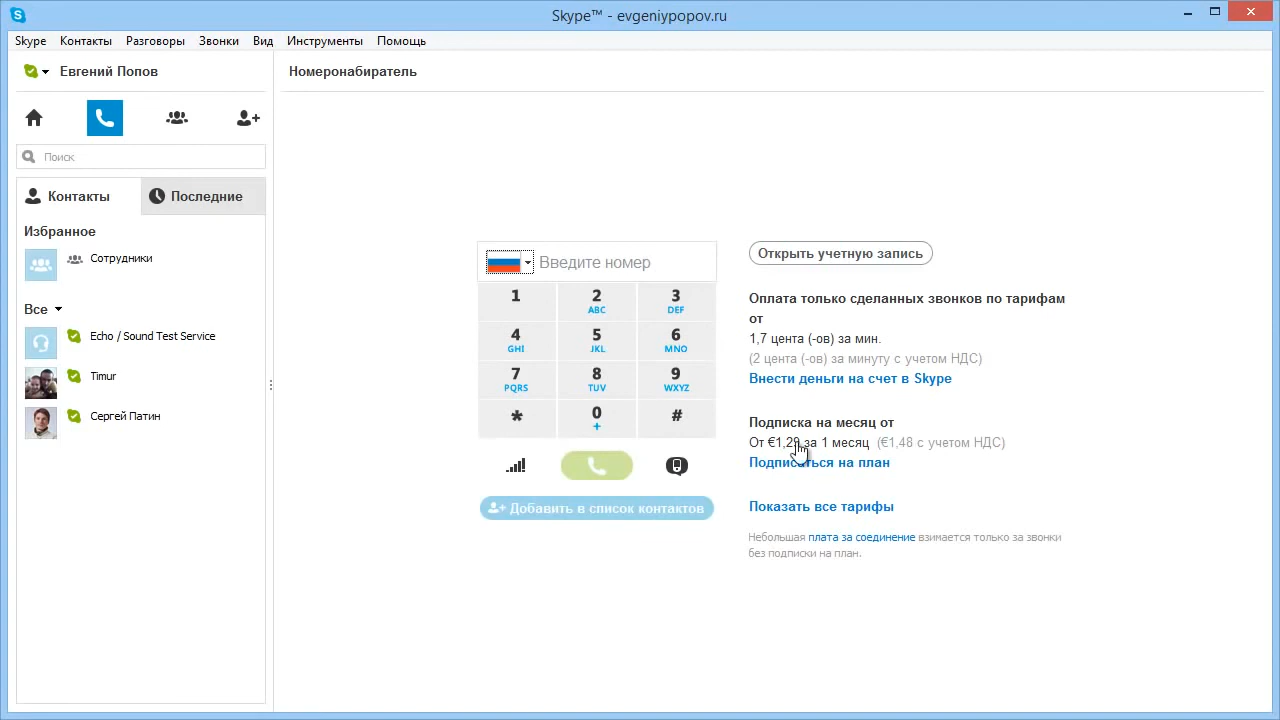 Skype™ - evgeniypopov.ru
Skype Контакты Разговоры Звонки Вид Инструменты Помощь
Евгений Попов
Номеронабиратель
Поиск
Контакты
Последние
Избранное
Сотрудники
Все
Echo / Sound Test Service
Timur
Сергей Патин
Введите номер
1
2
ABC
3
DEF
4
GHI
5
JKL
6
MNO
7
PQRS
8
TUV
9
WXYZ
*
0
+
#
Добавить в список контактов
Открыть учетную запись
Оплата только сделанных звонков по тарифам
от
1,7 цента (-ов) за мин.
(2 цента (-ов) за минуту с учетом НДС)
Внести деньги на счет в Skype
Подписка на месяц от
От €1,29 за 1 месяц (€1,48 с учетом НДС)
Подписаться на план
Показать все тарифы
Небольшая плата за соединение взимается только за звонки
без подписки на план.